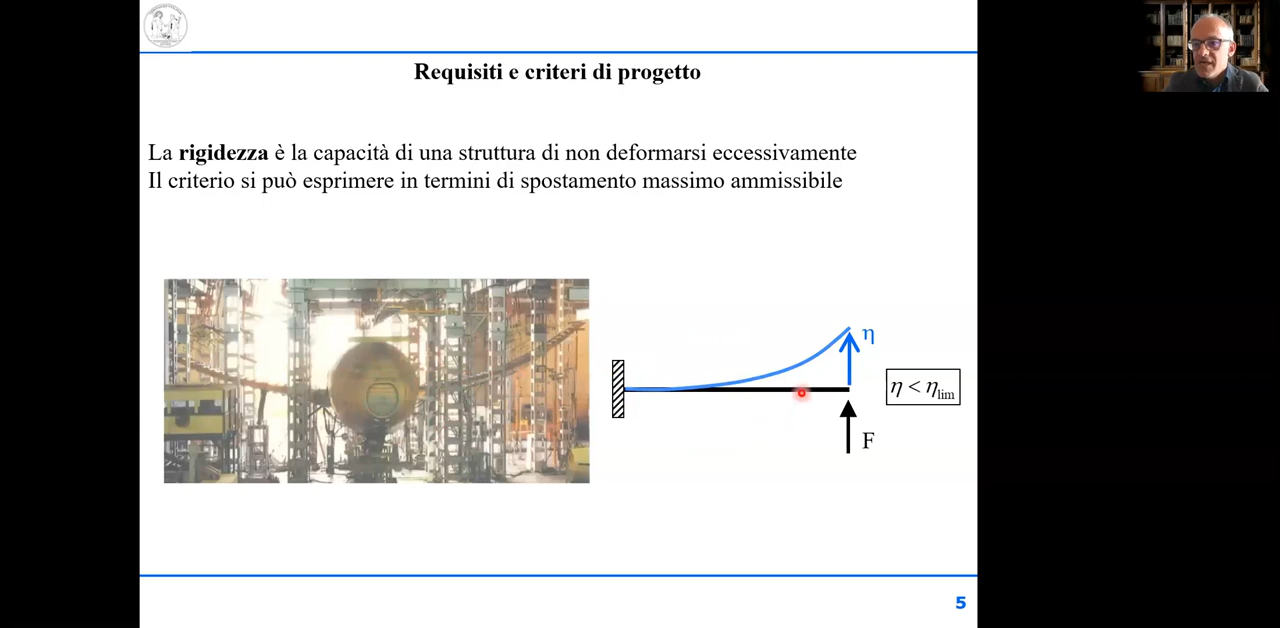 Requisiti e criteri di progetto
La rigidezza è la capacità di una struttura di non deformarsi eccessivamente
Il criterio si può esprimere in termini di spostamento massimo ammissibile
η
η < ηlim
F
5